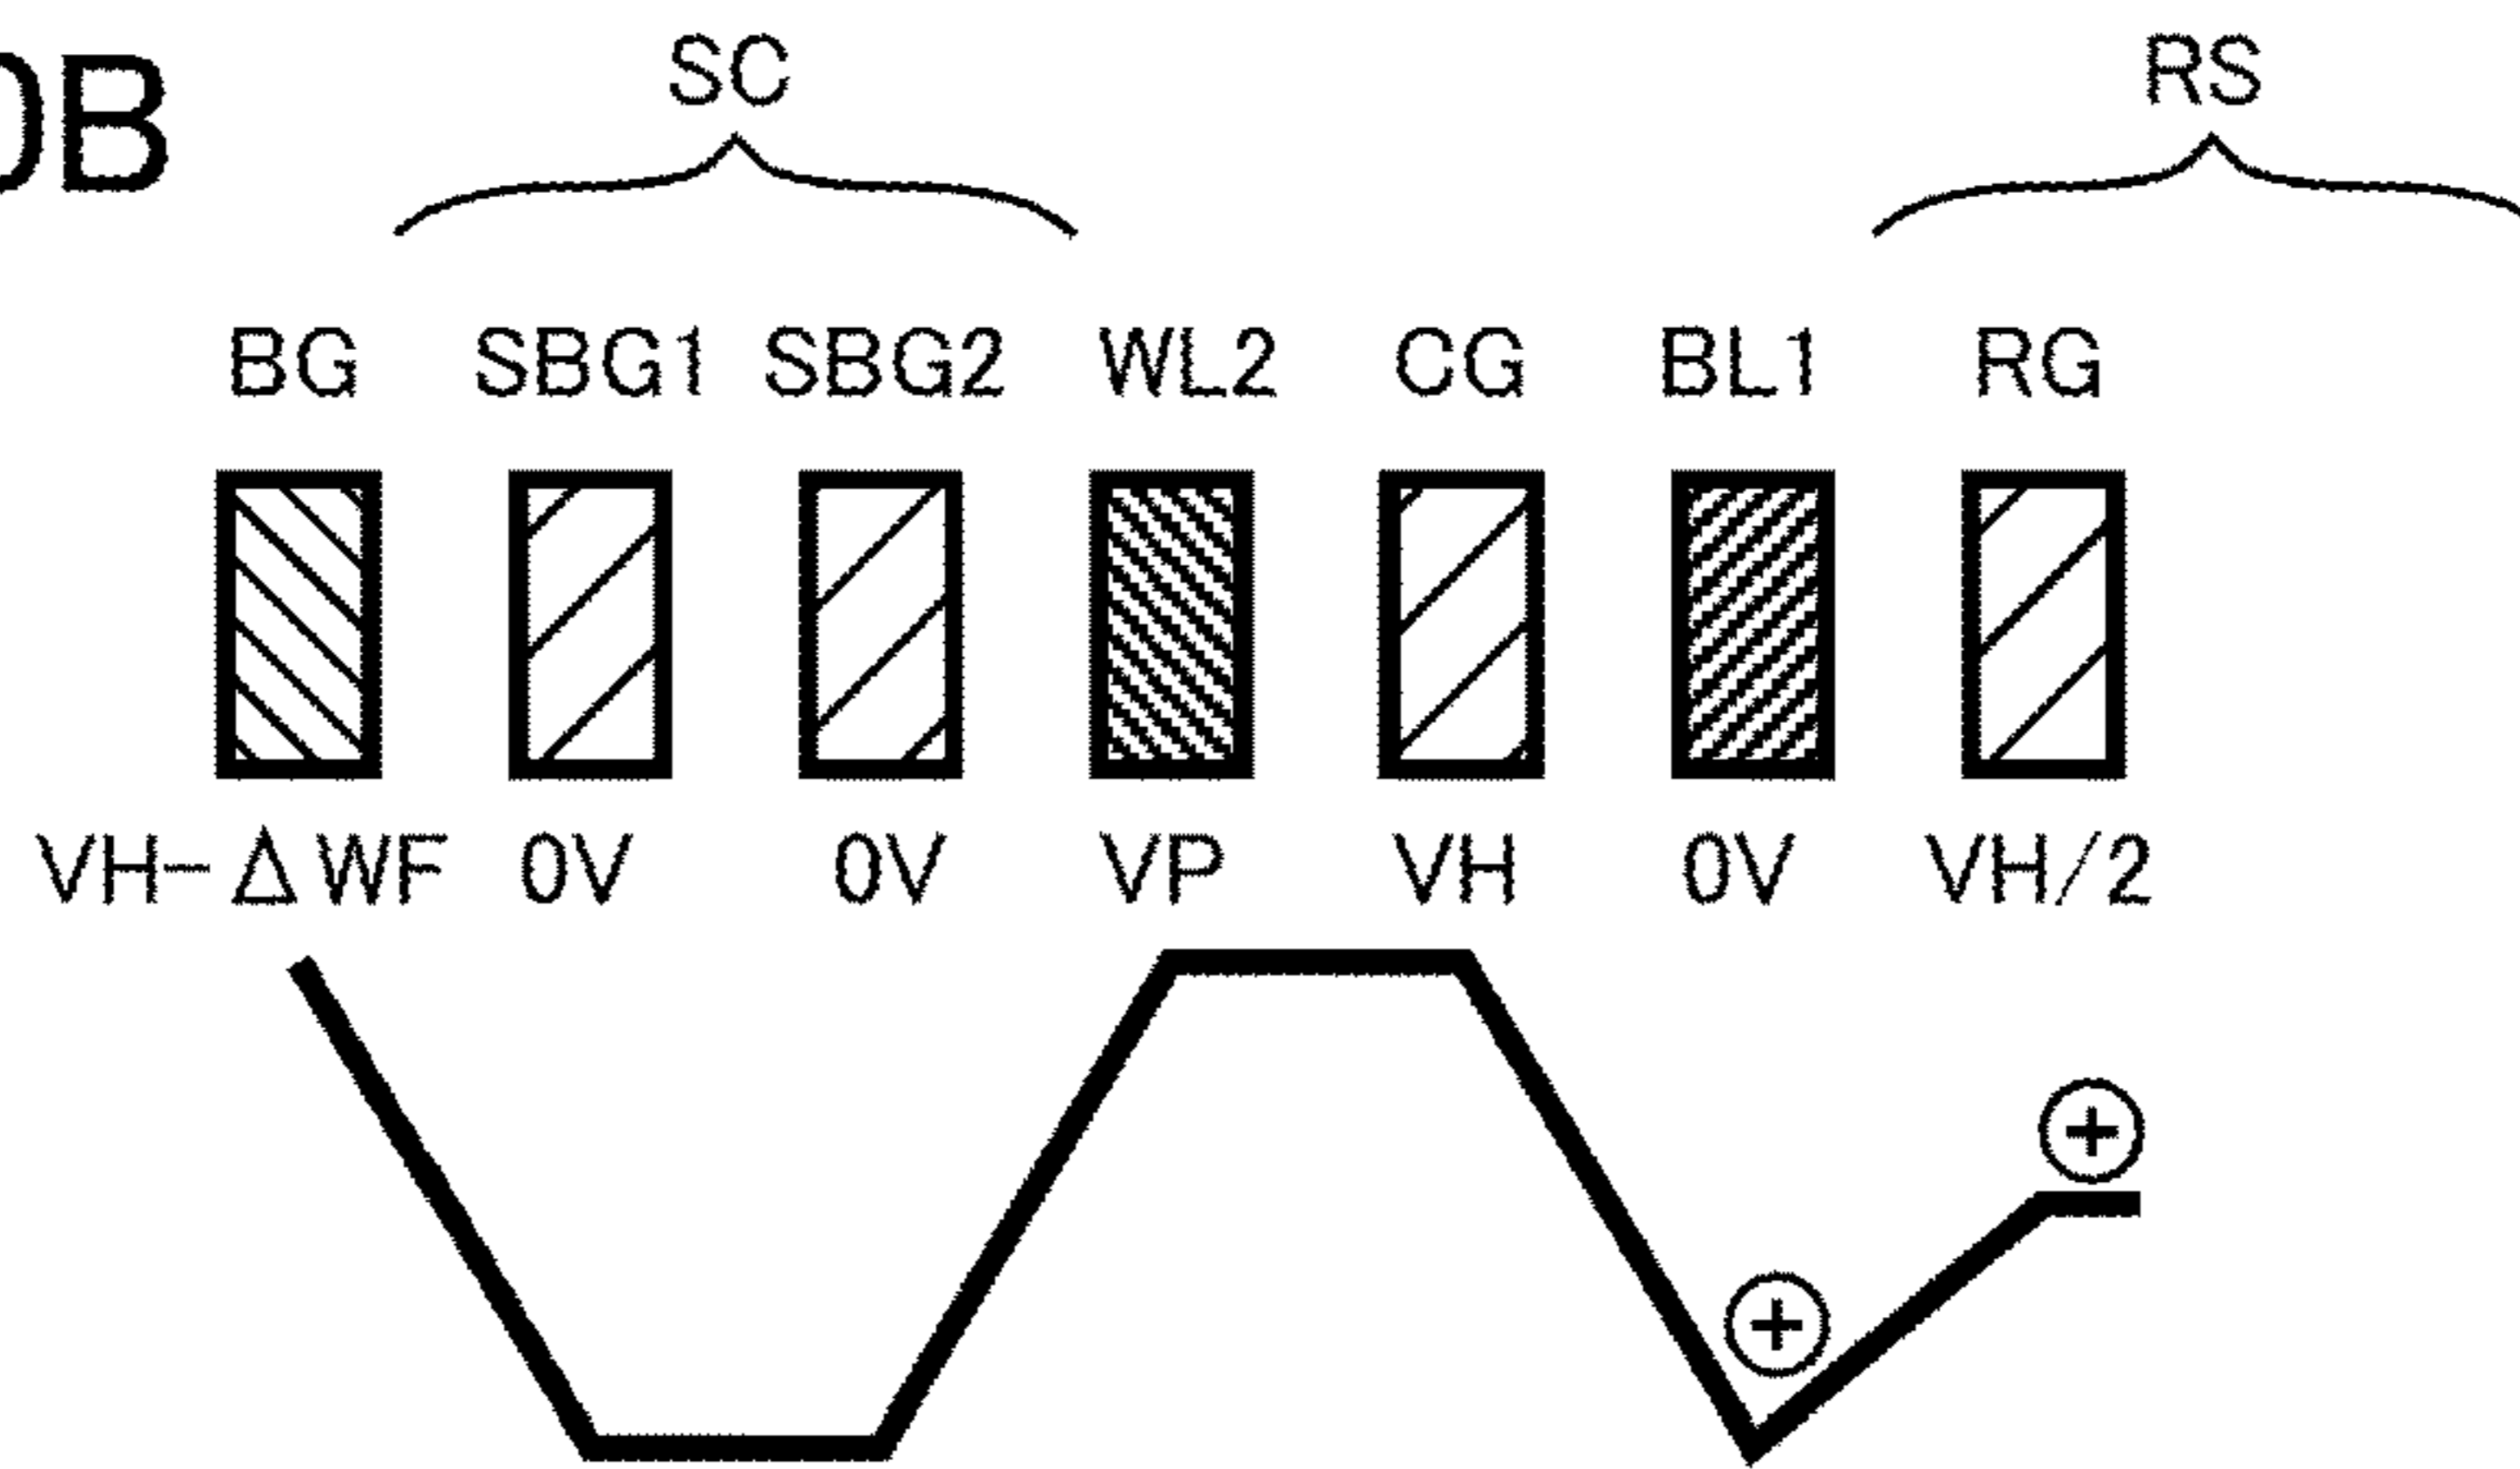 0B
SC RS
BG SBG1 SBG2 WL2 CG BL1 RG
VH-ΔWF 0V 0V VP VH 0V VH/2
+
+